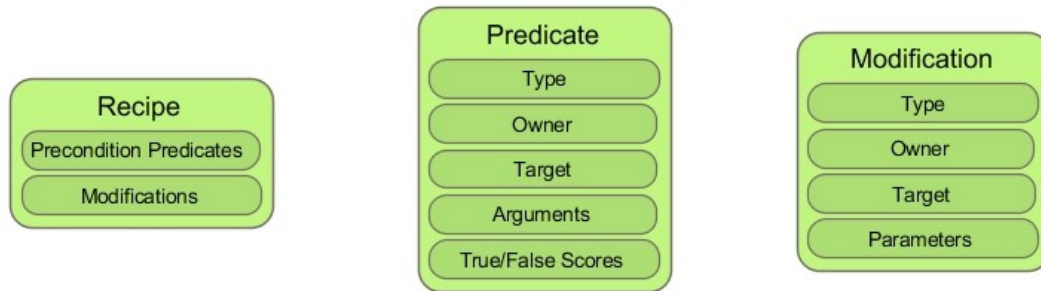 Recipe
Precondition Predicates
Modifications
Predicate
Type
Owner
Target
Arguments
True/False Scores
Modification
Type
Owner
Target
Parameters